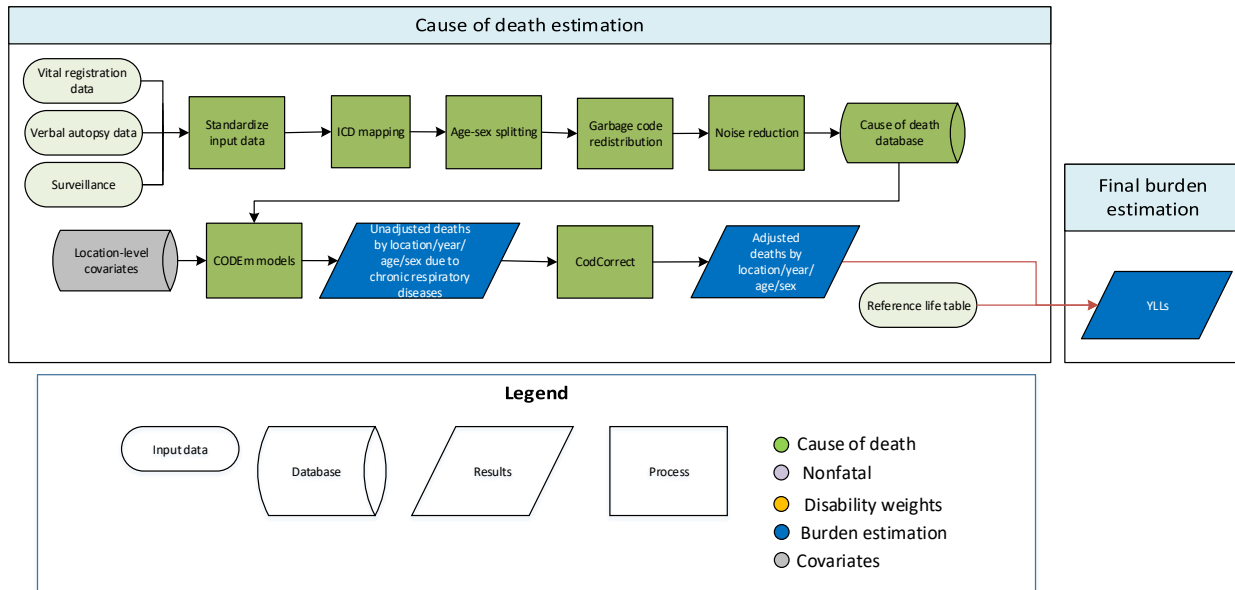 Cause of death estimation
Vital registration
data
Verbal autopsy data
Surveillance
Standardize
input data
ICD mapping
Age-sex splitting
Garbage code
redistribution
Noise reduction
Cause of death
database
Location-level
covariates
CODEm models
Unadjusted deaths
by location/year/
age/sex due to
chronic respiratory
diseases
CodCorrect
Adjusted
deaths by
location/year/
age/sex
Reference life table
Final burden
estimation
YLLs
Legend
Input data
Database
Results
Process
Cause of death
Nonfatal
Disability weights
Burden estimation
Covariates